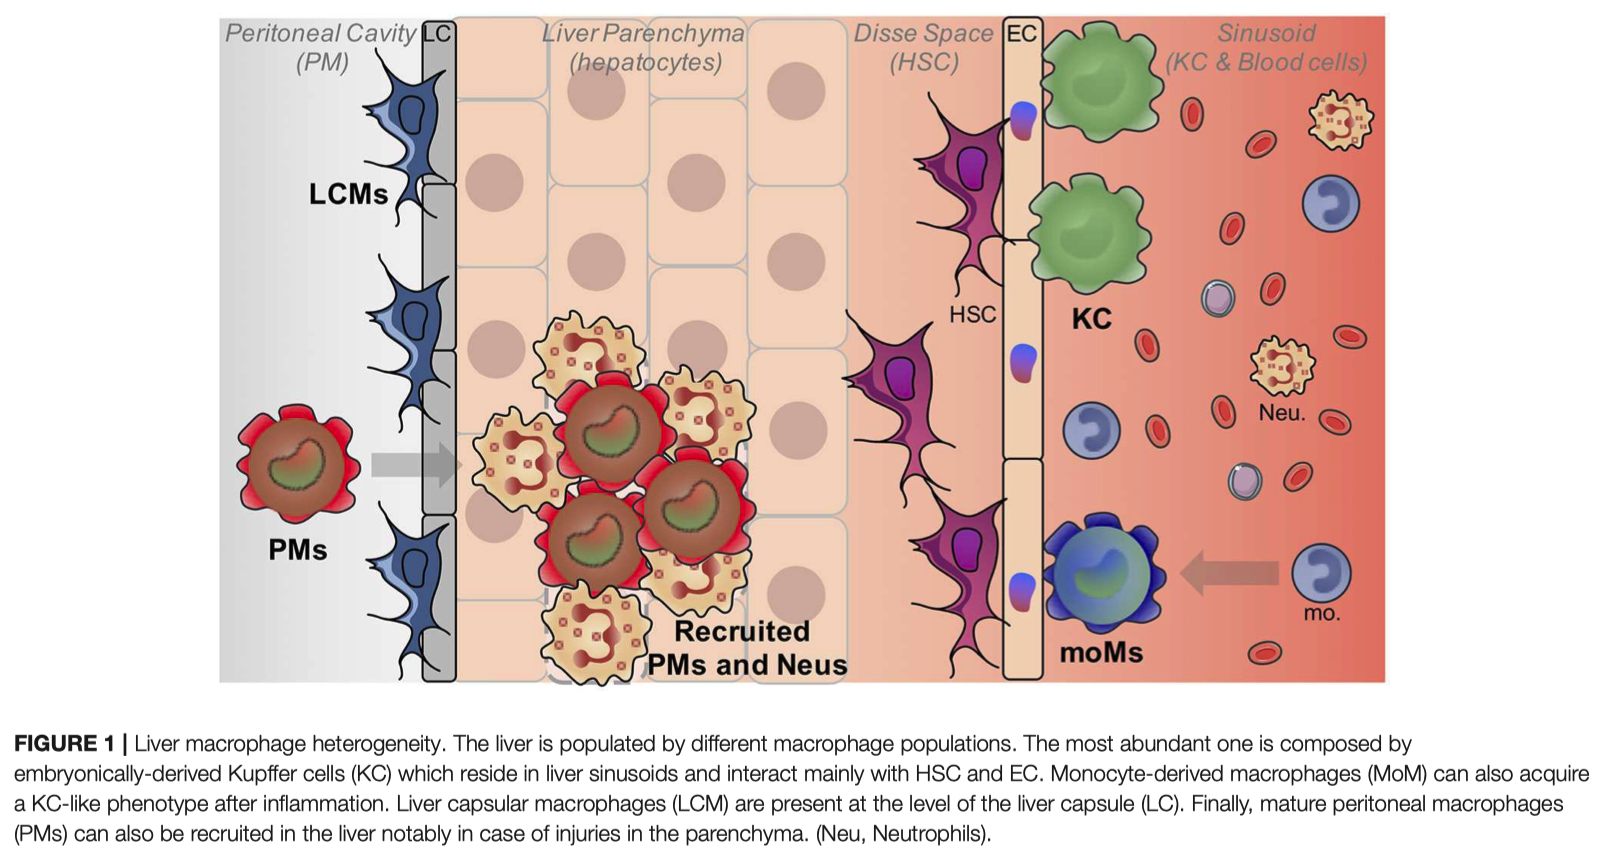 Peritoneal Cavity
(PM)
LC
Liver Parenchyma
(hepatocytes)
Disse Space
(HSC)
EC
Sinusoid
(KC & Blood cells)
LCMs
HSC
KC
Neu.
PMs
Recruited
PMs and Neus
moMs
mo.
FIGURE 1 | Liver macrophage heterogeneity. The liver is populated by different macrophage populations. The most abundant one is composed by
embryonically-derived Kupffer cells (KC) which reside in liver sinusoids and interact mainly with HSC and EC. Monocyte-derived macrophages (MoM) can also acquire
a KC-like phenotype after inflammation. Liver capsular macrophages (LCM) are present at the level of the liver capsule (LC). Finally, mature peritoneal macrophages
(PMs) can also be recruited in the liver notably in case of injuries in the parenchyma. (Neu, Neutrophils).